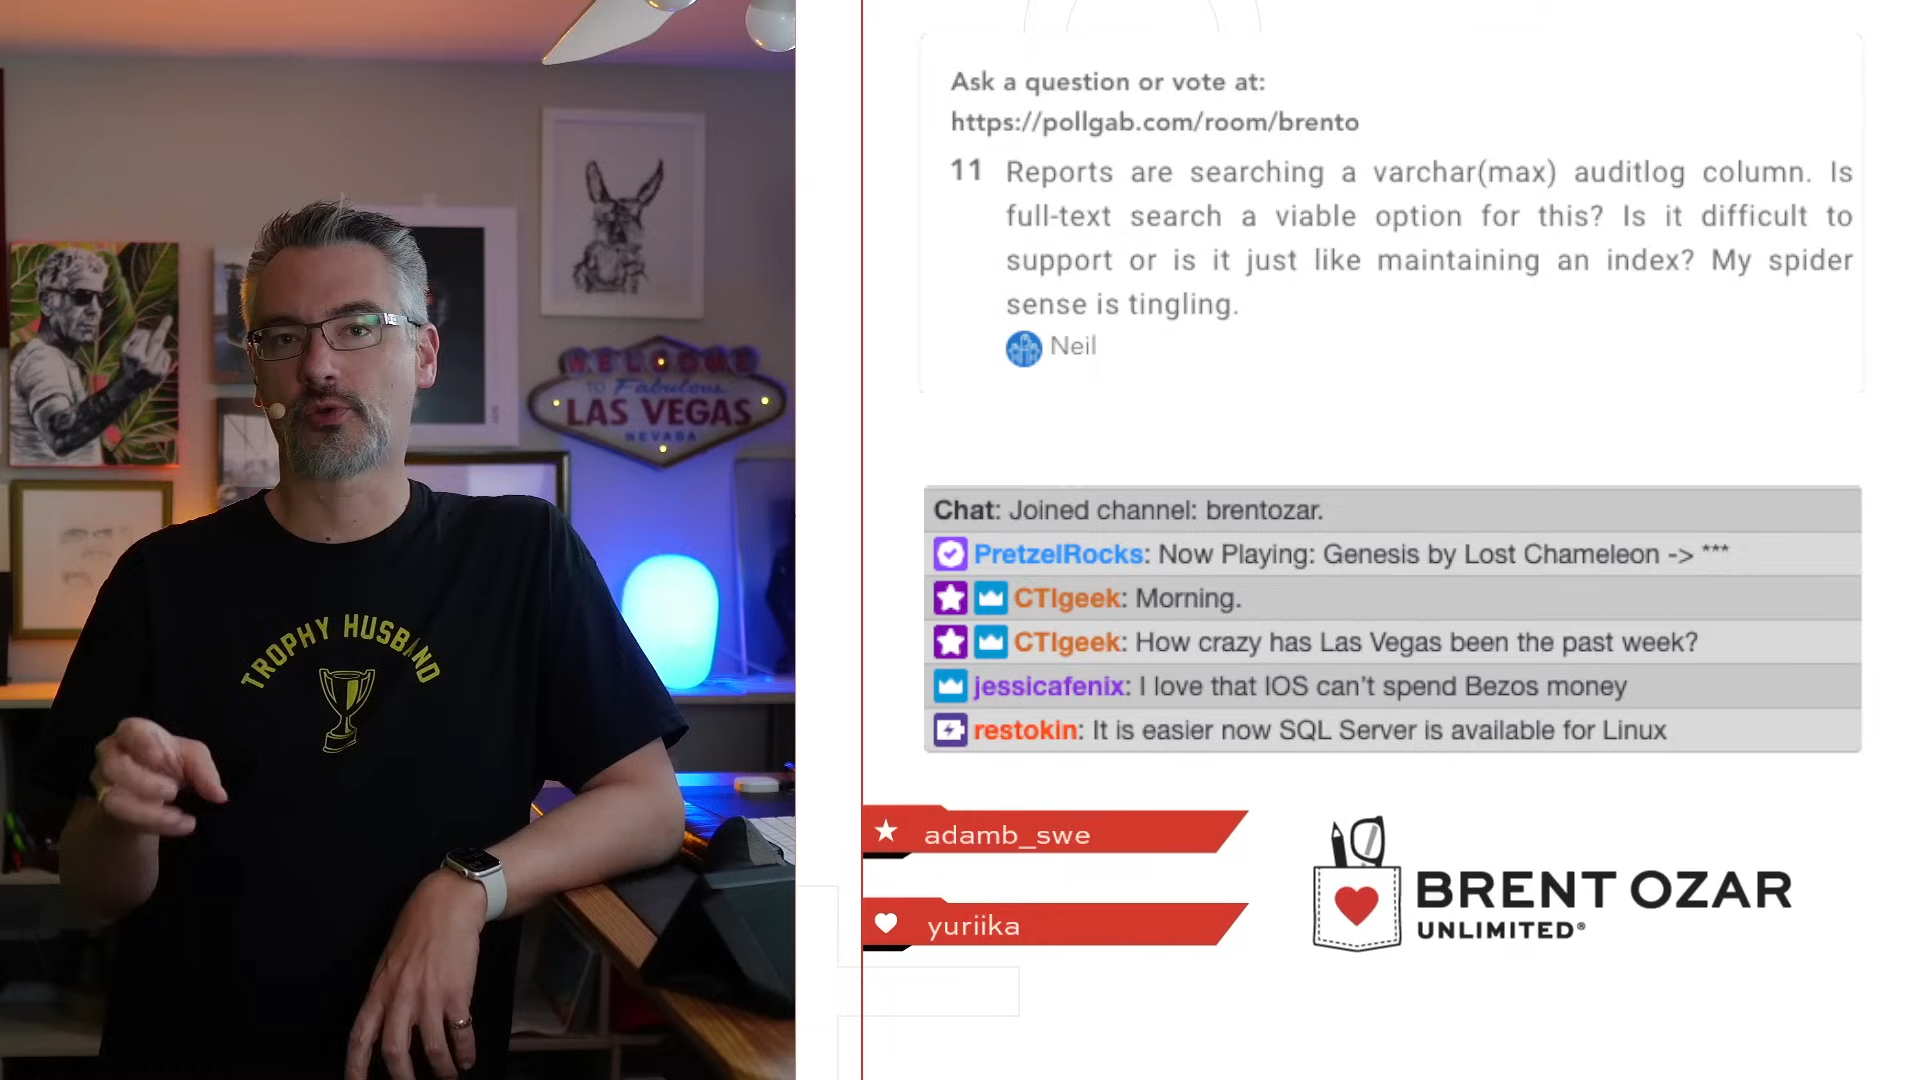 Ask a question or vote at:
https://pollgab.com/room/brento
11 Reports are searching a varchar(max) auditlog column. Is
full-text search a viable option for this? Is it difficult to
support or is it just like maintaining an index? My spider
sense is tingling.
Neil
Chat: Joined channel: brentozar.
PretzelRocks: Now Playing: Genesis by Lost Chameleon -> ***
CTIgeek: Morning.
CTIgeek: How crazy has Las Vegas been the past week?
jessicafenix: I love that IOS can't spend Bezos money
restokin: It is easier now SQL Server is available for Linux
adamb_swe
yuriika
BRENT OZAR
UNLIMITED®
WELCOME
TO Fabulous
LAS VEGAS
NEVADA
TROPHY HUSBAND